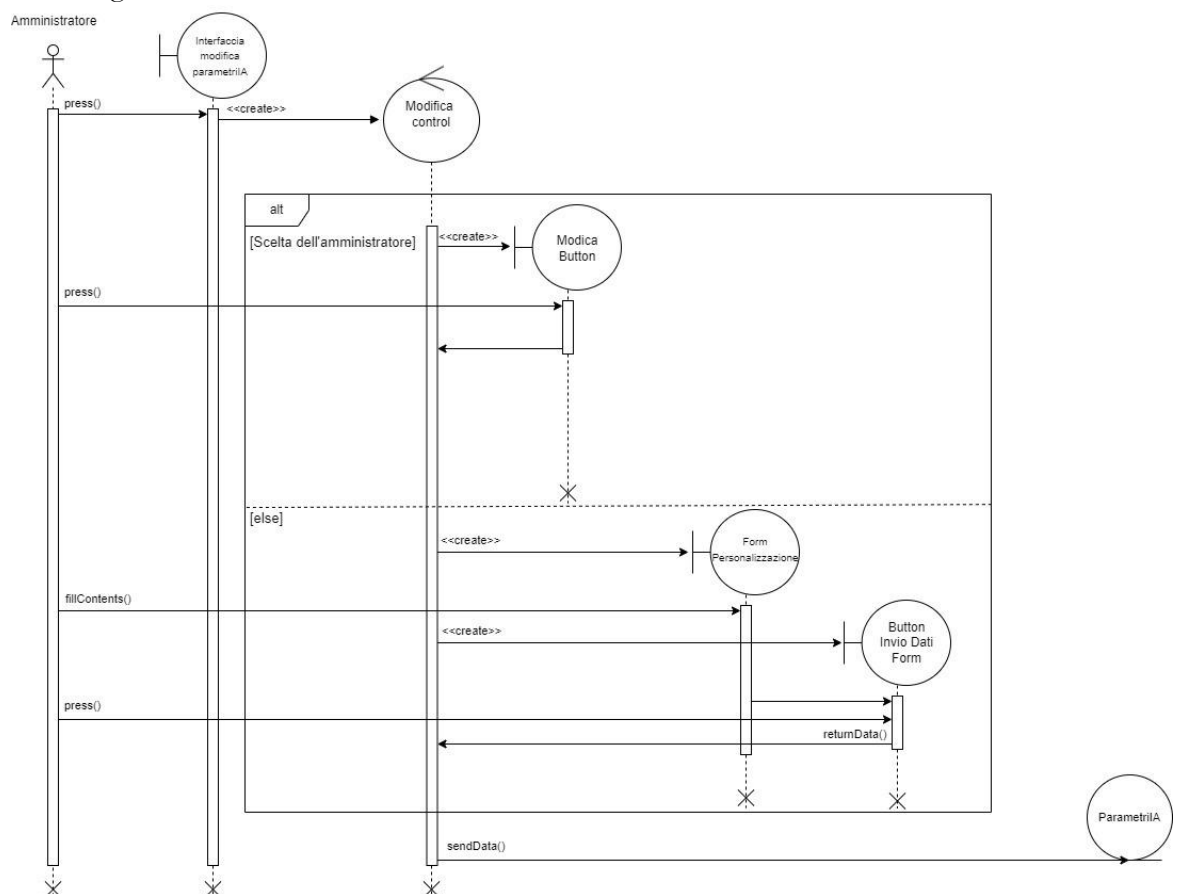 Amministratore
Interfaccia
modifica
parametriIA
press()
<<create>>
Modifica
control
alt
[Scelta dell'amministratore]
<<create>>
Modica
Button
press()
[else]
<<create>>
Form
Personalizzazione
fillContents()
<<create>>
Button
Invio Dati
Form
press()
returnData()
ParametriIA
sendData()